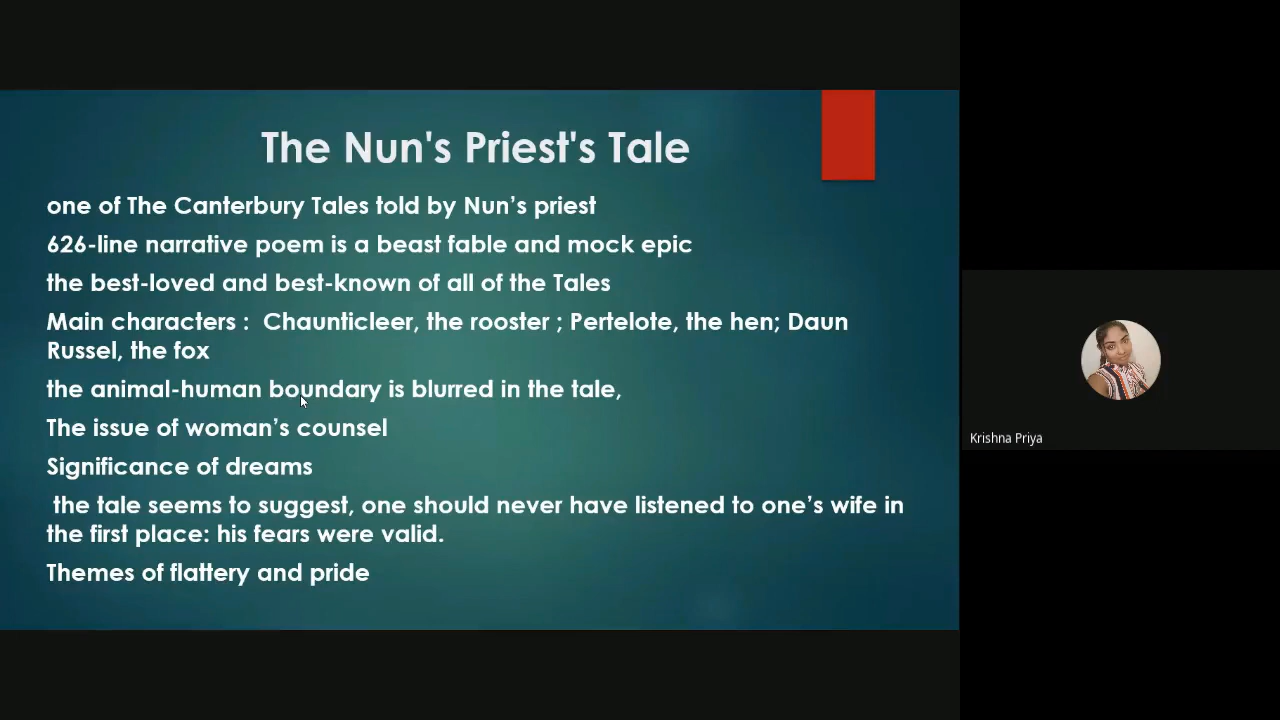 The Nun's Priest's Tale
one of The Canterbury Tales told by Nun’s priest
626-line narrative poem is a beast fable and mock epic
the best-loved and best-known of all of the Tales
Main characters :  Chaunticleer, the rooster ; Pertelote, the hen; Daun
Russel, the fox
the animal-human boundary is blurred in the tale,
The issue of woman’s counsel
Significance of dreams
the tale seems to suggest, one should never have listened to one’s wife in
the first place: his fears were valid.
Themes of flattery and pride
Krishna Priya